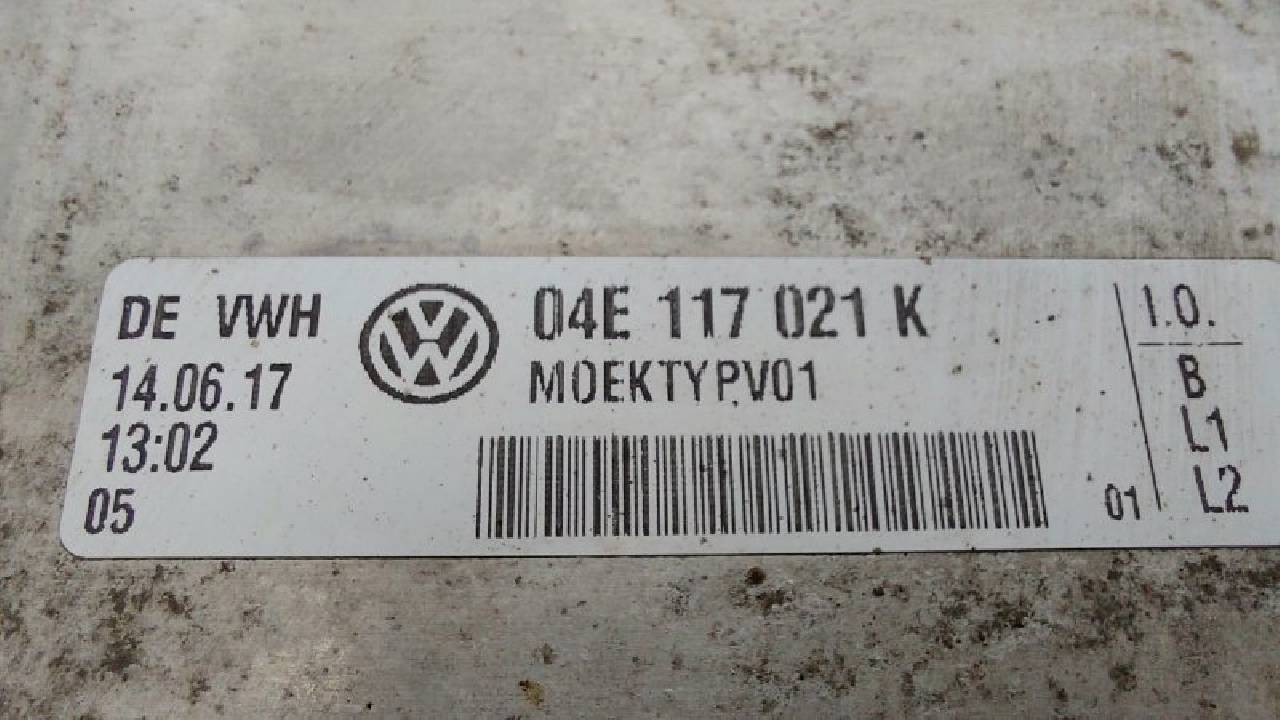 DE VWH
14.06.17
13:02
05
04E 117 021 K
MOEKTYPV01
01
I.O.
B
L1
L2